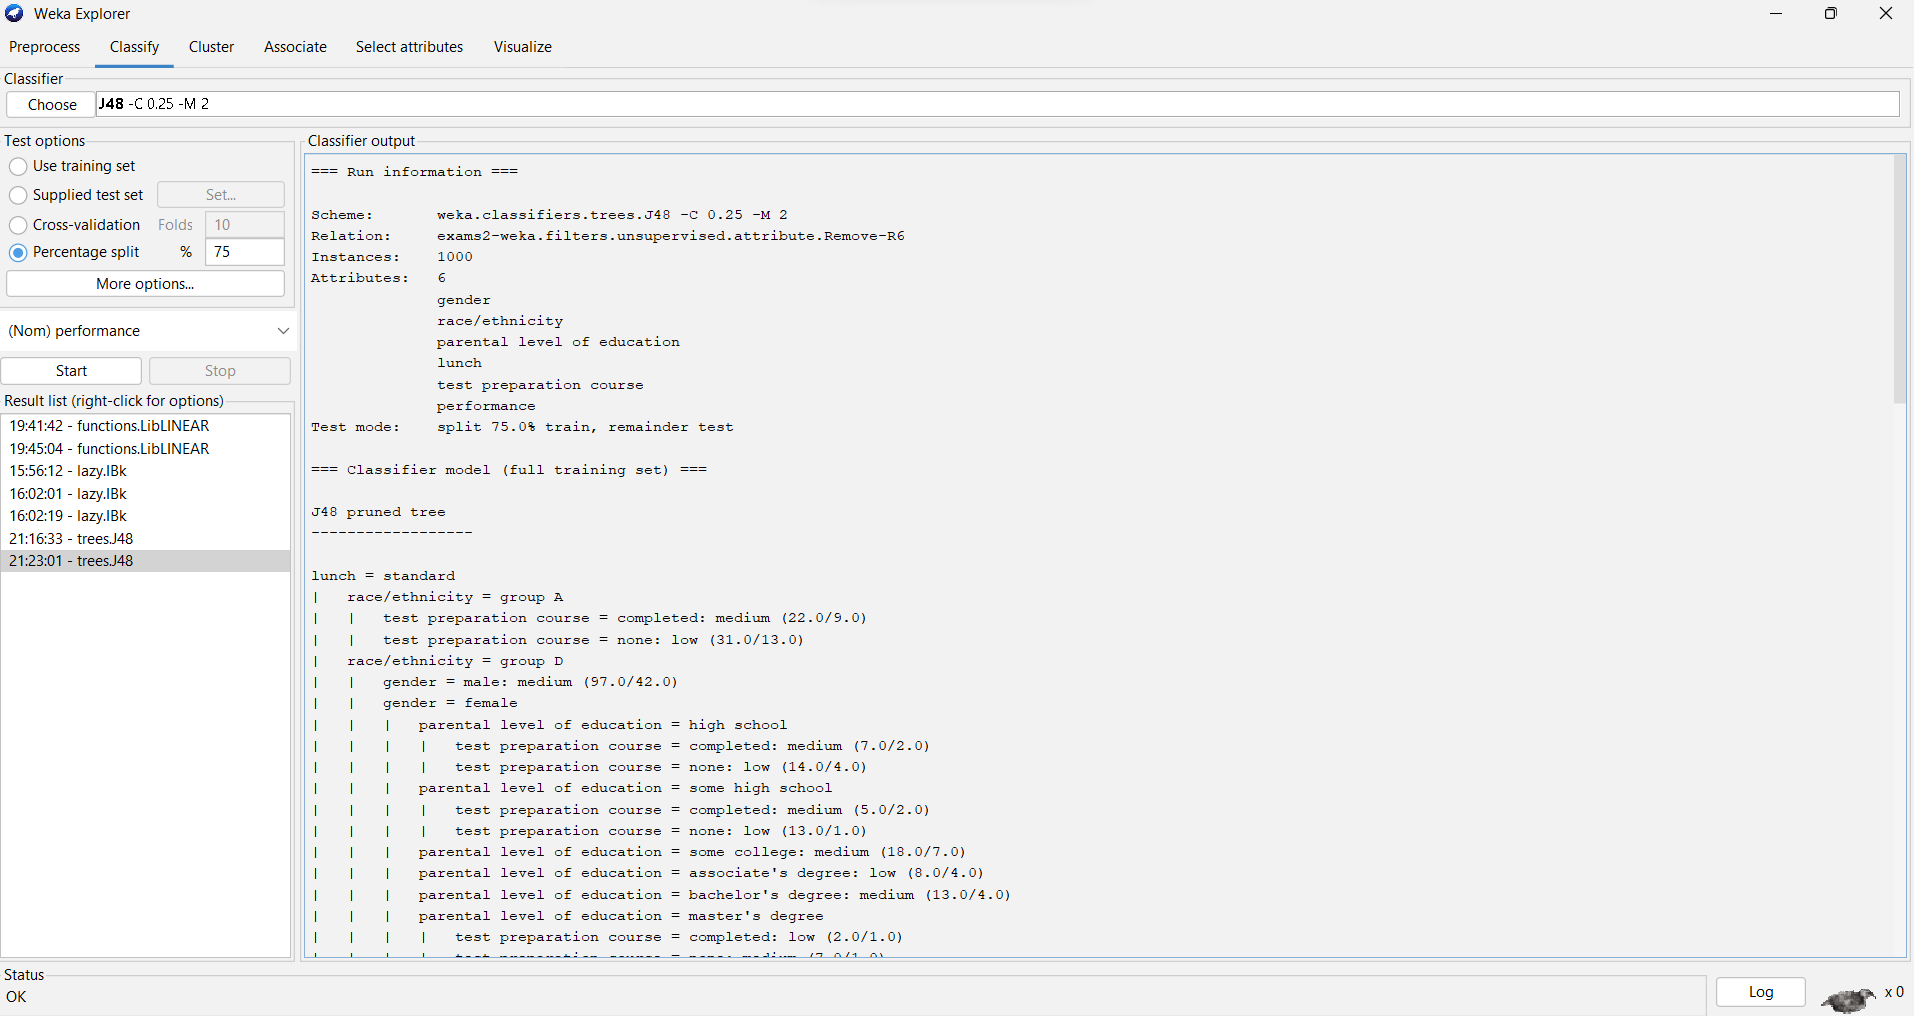 Weka Explorer
Preprocess Classify Cluster Associate Select attributes Visualize
Classifier
Choose J48 -C 0.25 -M 2
Test options
Use training set
Supplied test set Set...
Cross-validation Folds 10
Percentage split % 75
More options...
(Nom) performance
Start Stop
Result list (right-click for options)
19:41:42 - functions.LibLINEAR
19:45:04 - functions.LibLINEAR
15:56:12 - lazy.IBk
16:02:01 - lazy.IBk
16:02:19 - lazy.IBk
21:16:33 - trees.J48
21:23:01 - trees.J48
Classifier output
=== Run information ===
Scheme: weka.classifiers.trees.J48 -C 0.25 -M 2
Relation: exams2-weka.filters.unsupervised.attribute.Remove-R6
Instances: 1000
Attributes: 6
gender
race/ethnicity
parental level of education
lunch
test preparation course
performance
Test mode: split 75.0% train, remainder test
=== Classifier model (full training set) ===
J48 pruned tree
------------------
lunch = standard
| race/ethnicity = group A
| | test preparation course = completed: medium (22.0/9.0)
| | test preparation course = none: low (31.0/13.0)
| race/ethnicity = group D
| | gender = male: medium (97.0/42.0)
| | gender = female
| | | parental level of education = high school
| | | | test preparation course = completed: medium (7.0/2.0)
| | | | test preparation course = none: low (14.0/4.0)
| | | parental level of education = some high school
| | | | test preparation course = completed: medium (5.0/2.0)
| | | | test preparation course = none: low (13.0/1.0)
| | | parental level of education = some college: medium (18.0/7.0)
| | | parental level of education = associate's degree: low (8.0/4.0)
| | | parental level of education = bachelor's degree: medium (13.0/4.0)
| | | parental level of education = master's degree
| | | | test preparation course = completed: low (2.0/1.0)
| | | | test preparation course = none: medium (7.0/1.0)
Status
OK
Log x 0